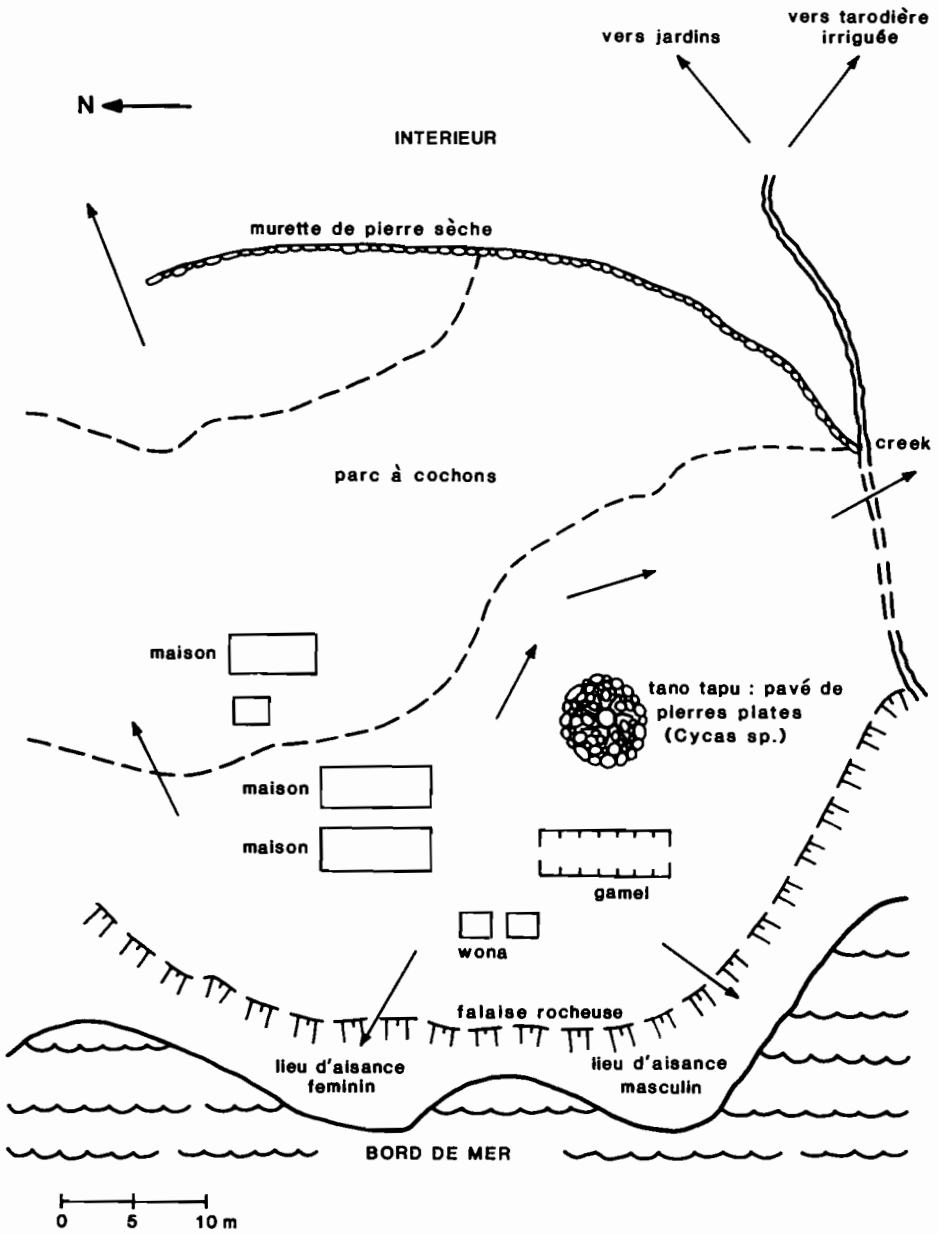 vers jardins
vers tarodière
irriguée
N
INTERIEUR
murette de pierre sèche
creek
parc à cochons
maison
tano tapu : pavé de
pierres plates
(Cycas sp.)
maison
maison
gamel
wona
falaise rocheuse
lieu d'aisance
feminin
lieu d'aisance
masculin
BORD DE MER
0 5 10 m